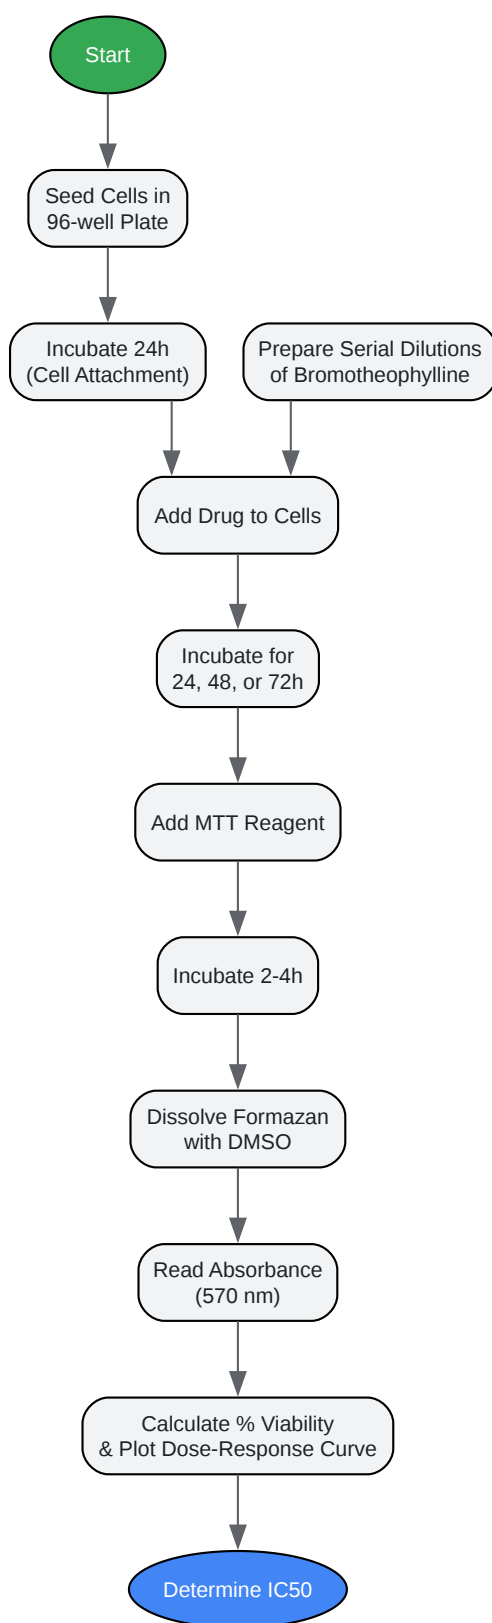 Start
Seed Cells in
96-well Plate
Incubate 24h
(Cell Attachment)
Prepare Serial Dilutions
of Bromotheophylline
Add Drug to Cells
Incubate for
24, 48, or 72h
Add MTT Reagent
Incubate 2-4h
Dissolve Formazan
with DMSO
Read Absorbance
(570 nm)
Calculate % Viability
& Plot Dose-Response Curve
Determine IC50